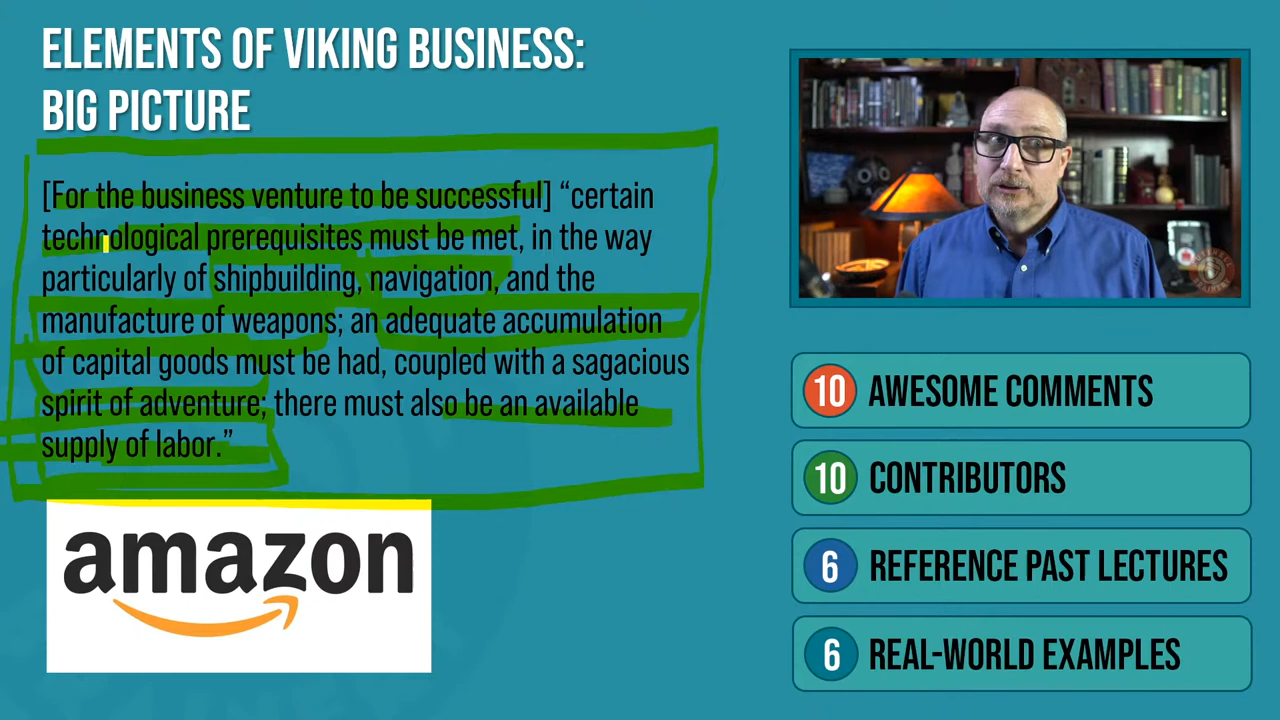 ELEMENTS OF VIKING BUSINESS:
BIG PICTURE
[For the business venture to be successful] “certain
technological prerequisites must be met, in the way
particularly of shipbuilding, navigation, and the
manufacture of weapons; an adequate accumulation
of capital goods must be had, coupled with a sagacious
spirit of adventure; there must also be an available
supply of labor.”
amazon
10 AWESOME COMMENTS
10 CONTRIBUTORS
6 REFERENCE PAST LECTURES
6 REAL-WORLD EXAMPLES